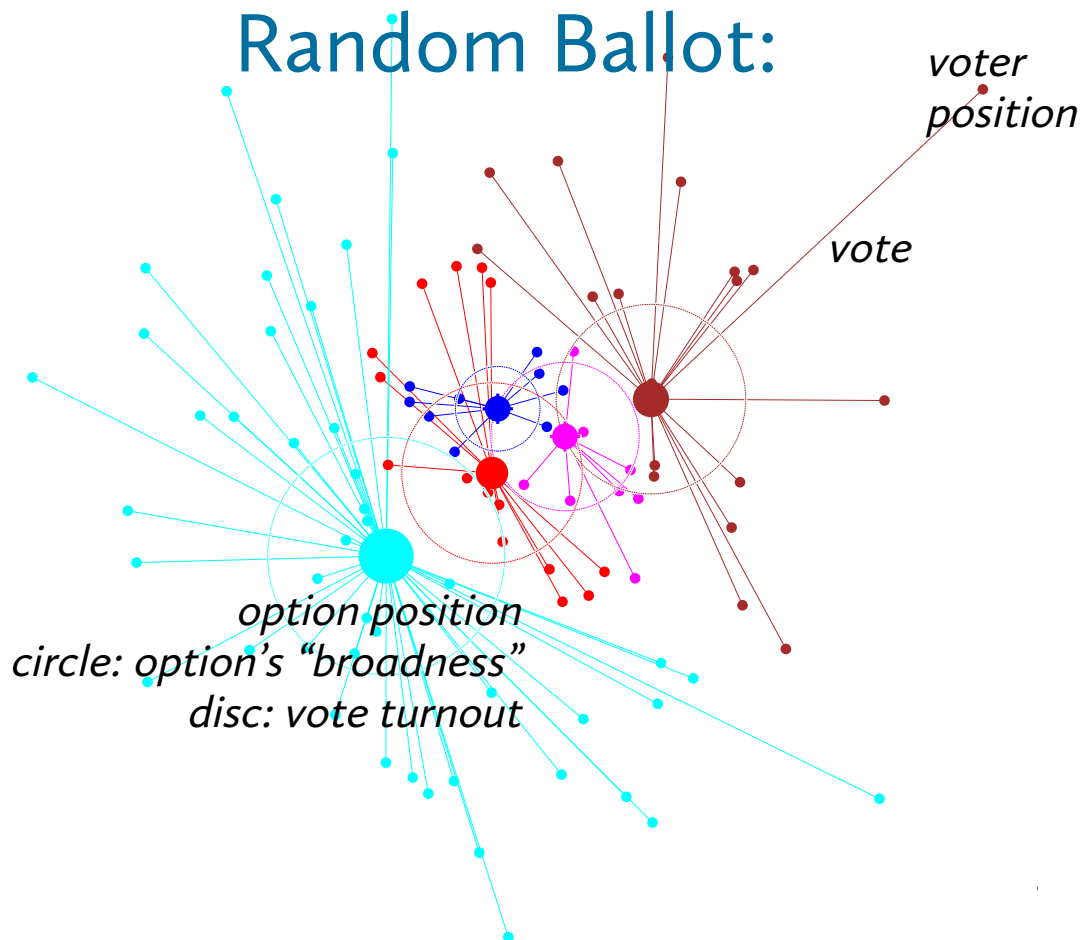 Random Ballot:
voter
position
vote
option position
circle: option’s “broadness”
disc: vote turnout